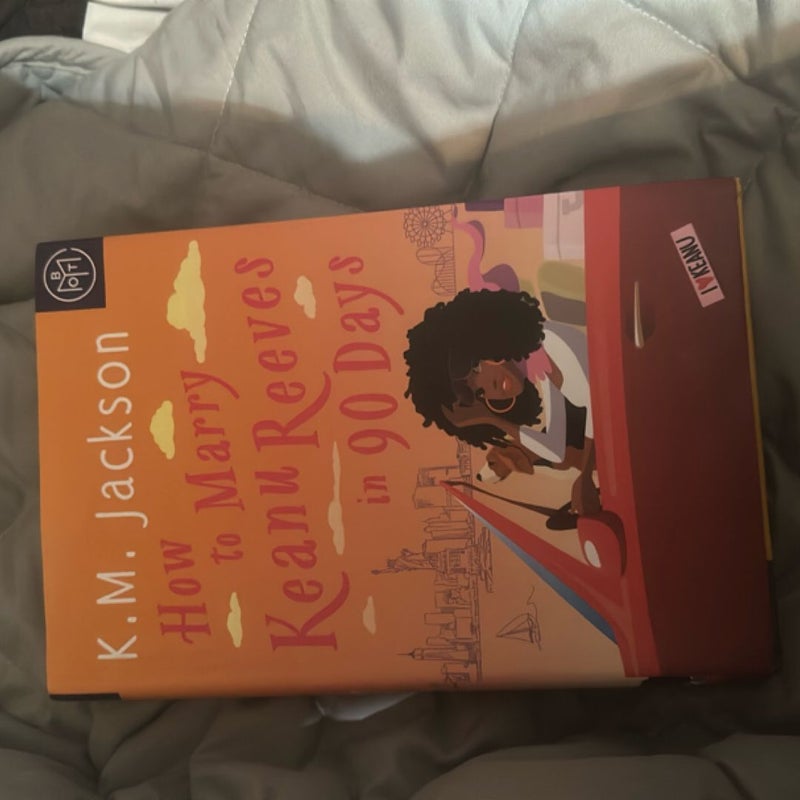 BOTM
K.M. Jackson
How
to Marry
Keanu Reeves
in 90 Days
I ♥ KEANU